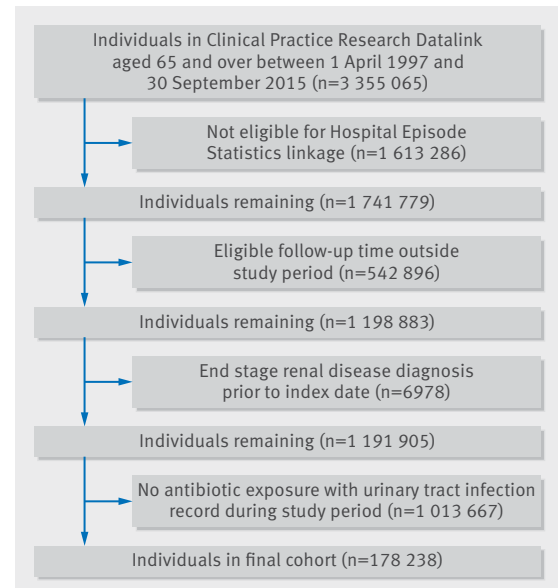 Individuals in Clinical Practice Research Datalink
aged 65 and over between 1 April 1997 and
30 September 2015 (n=3 355 065)
Not eligible for Hospital Episode
Statistics linkage (n=1 613 286)
Individuals remaining (n=1 741 779)
Eligible follow-up time outside
study period (n=542 896)
Individuals remaining (n=1 198 883)
End stage renal disease diagnosis
prior to index date (n=6978)
Individuals remaining (n=1 191 905)
No antibiotic exposure with urinary tract infection
record during study period (n=1 013 667)
Individuals in final cohort (n=178 238)